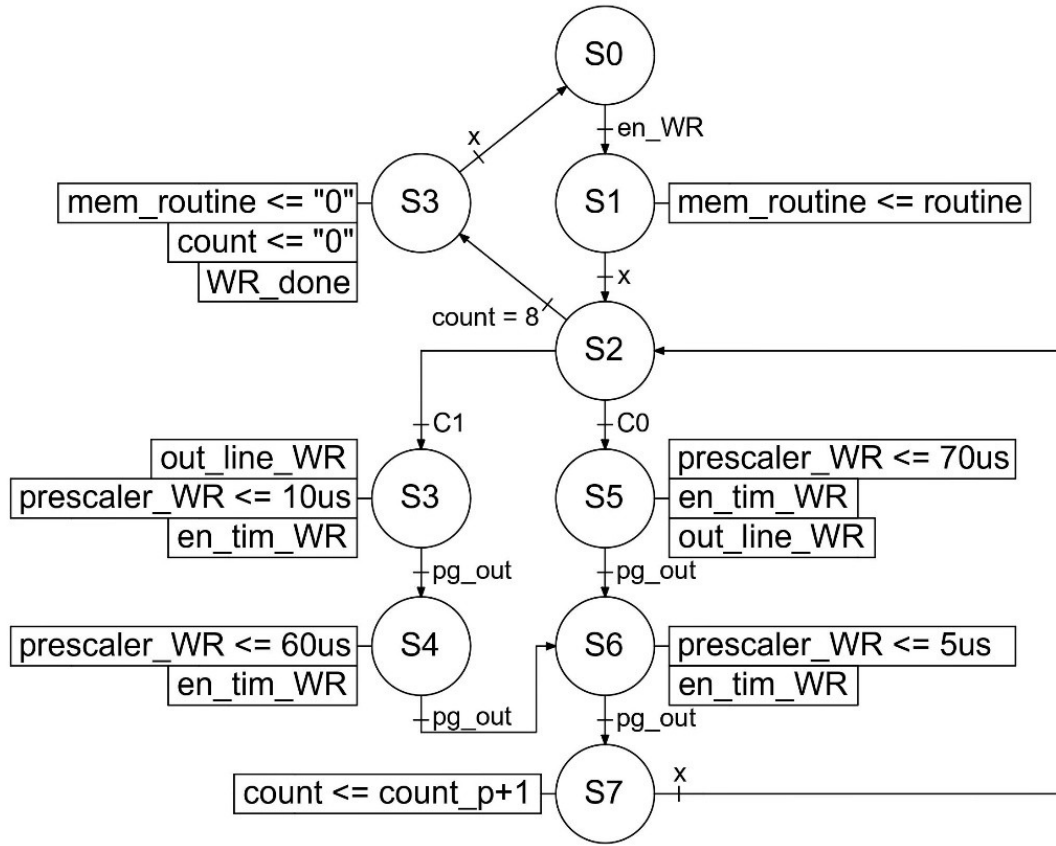 S0
en_WR
x
mem_routine <= "0"
count <= "0"
WR_done
S3
S1
mem_routine <= routine
x
count = 8
S2
C1
C0
out_line_WR
prescaler_WR <= 10us
en_tim_WR
S3
S5
prescaler_WR <= 70us
en_tim_WR
out_line_WR
pg_out
pg_out
prescaler_WR <= 60us
en_tim_WR
S4
S6
prescaler_WR <= 5us
en_tim_WR
pg_out
pg_out
count <= count_p+1
S7
x